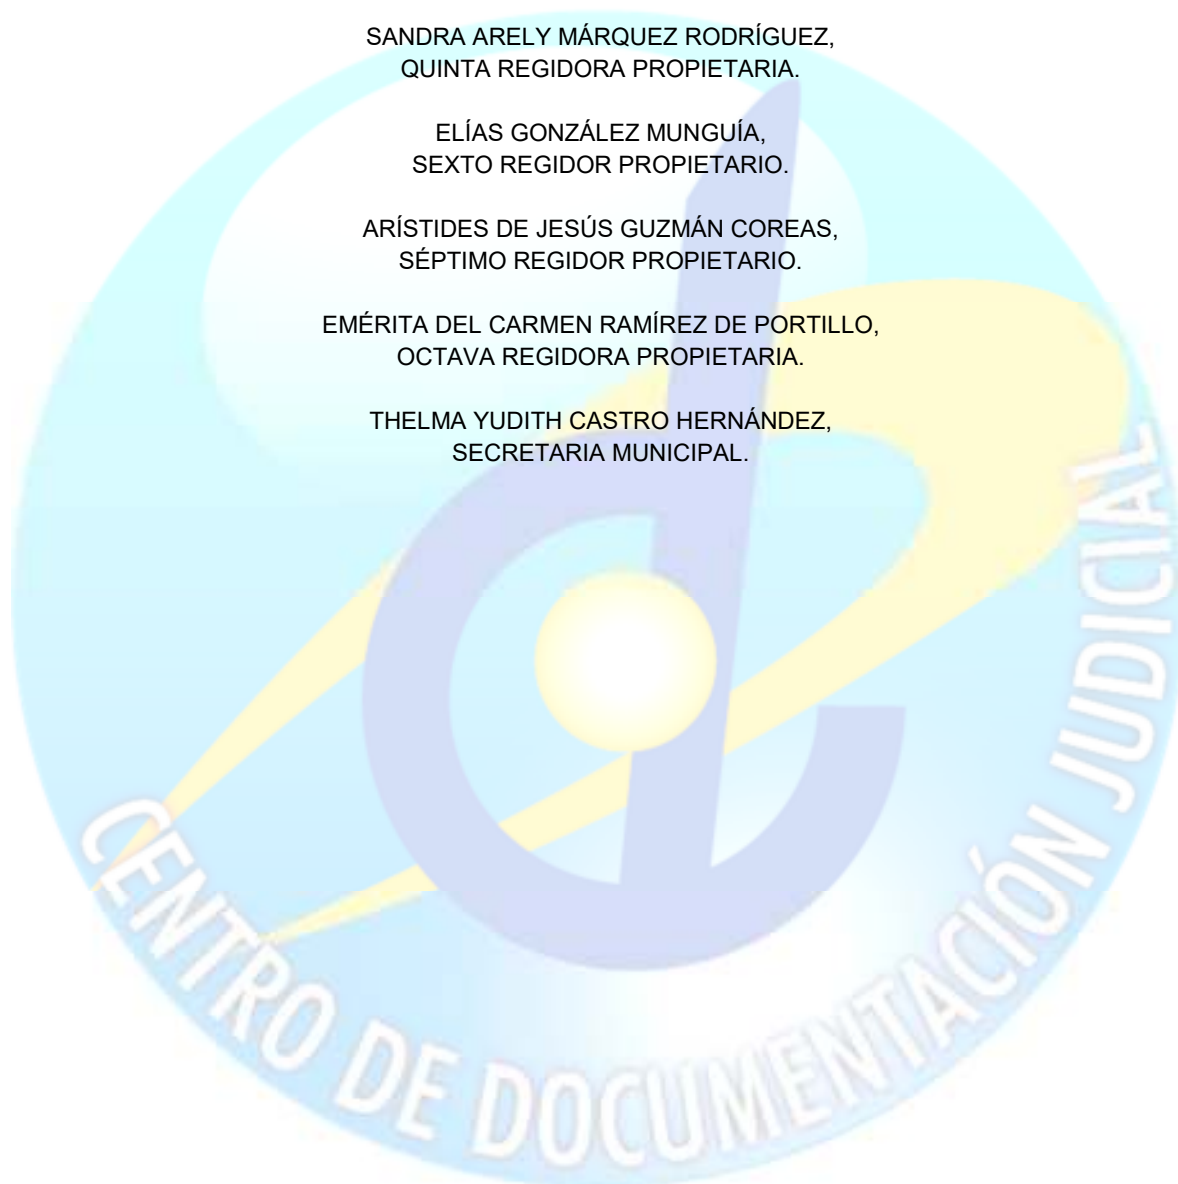 SANDRA ARELY MÁRQUEZ RODRÍGUEZ,
QUINTA REGIDORA PROPIETARIA.
ELÍAS GONZÁLEZ MUNGUÍA,
SEXTO REGIDOR PROPIETARIO.
ARÍSTIDES DE JESÚS GUZMÁN COREAS,
SÉPTIMO REGIDOR PROPIETARIO.
EMÉRITA DEL CARMEN RAMÍREZ DE PORTILLO,
OCTAVA REGIDORA PROPIETARIA.
THELMA YUDITH CASTRO HERNÁNDEZ,
SECRETARIA MUNICIPAL.
CENTRO DE DOCUMENTACIÓN JUDICIAL